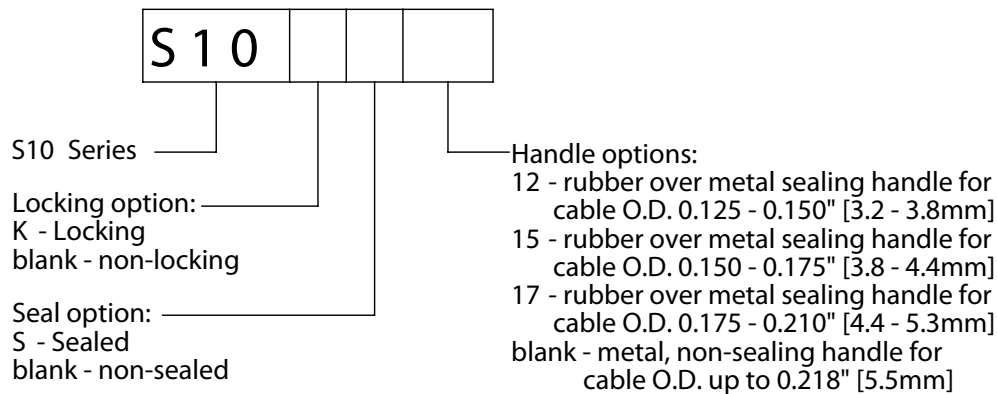 S 1 0
S10 Series
Locking option:
K - Locking
blank - non-locking
Seal option:
S - Sealed
blank - non-sealed
Handle options:
12 - rubber over metal sealing handle for
cable O.D. 0.125 - 0.150" [3.2 - 3.8mm]
15 - rubber over metal sealing handle for
cable O.D. 0.150 - 0.175" [3.8 - 4.4mm]
17 - rubber over metal sealing handle for
cable O.D. 0.175 - 0.210" [4.4 - 5.3mm]
blank - metal, non-sealing handle for
cable O.D. up to 0.218" [5.5mm]